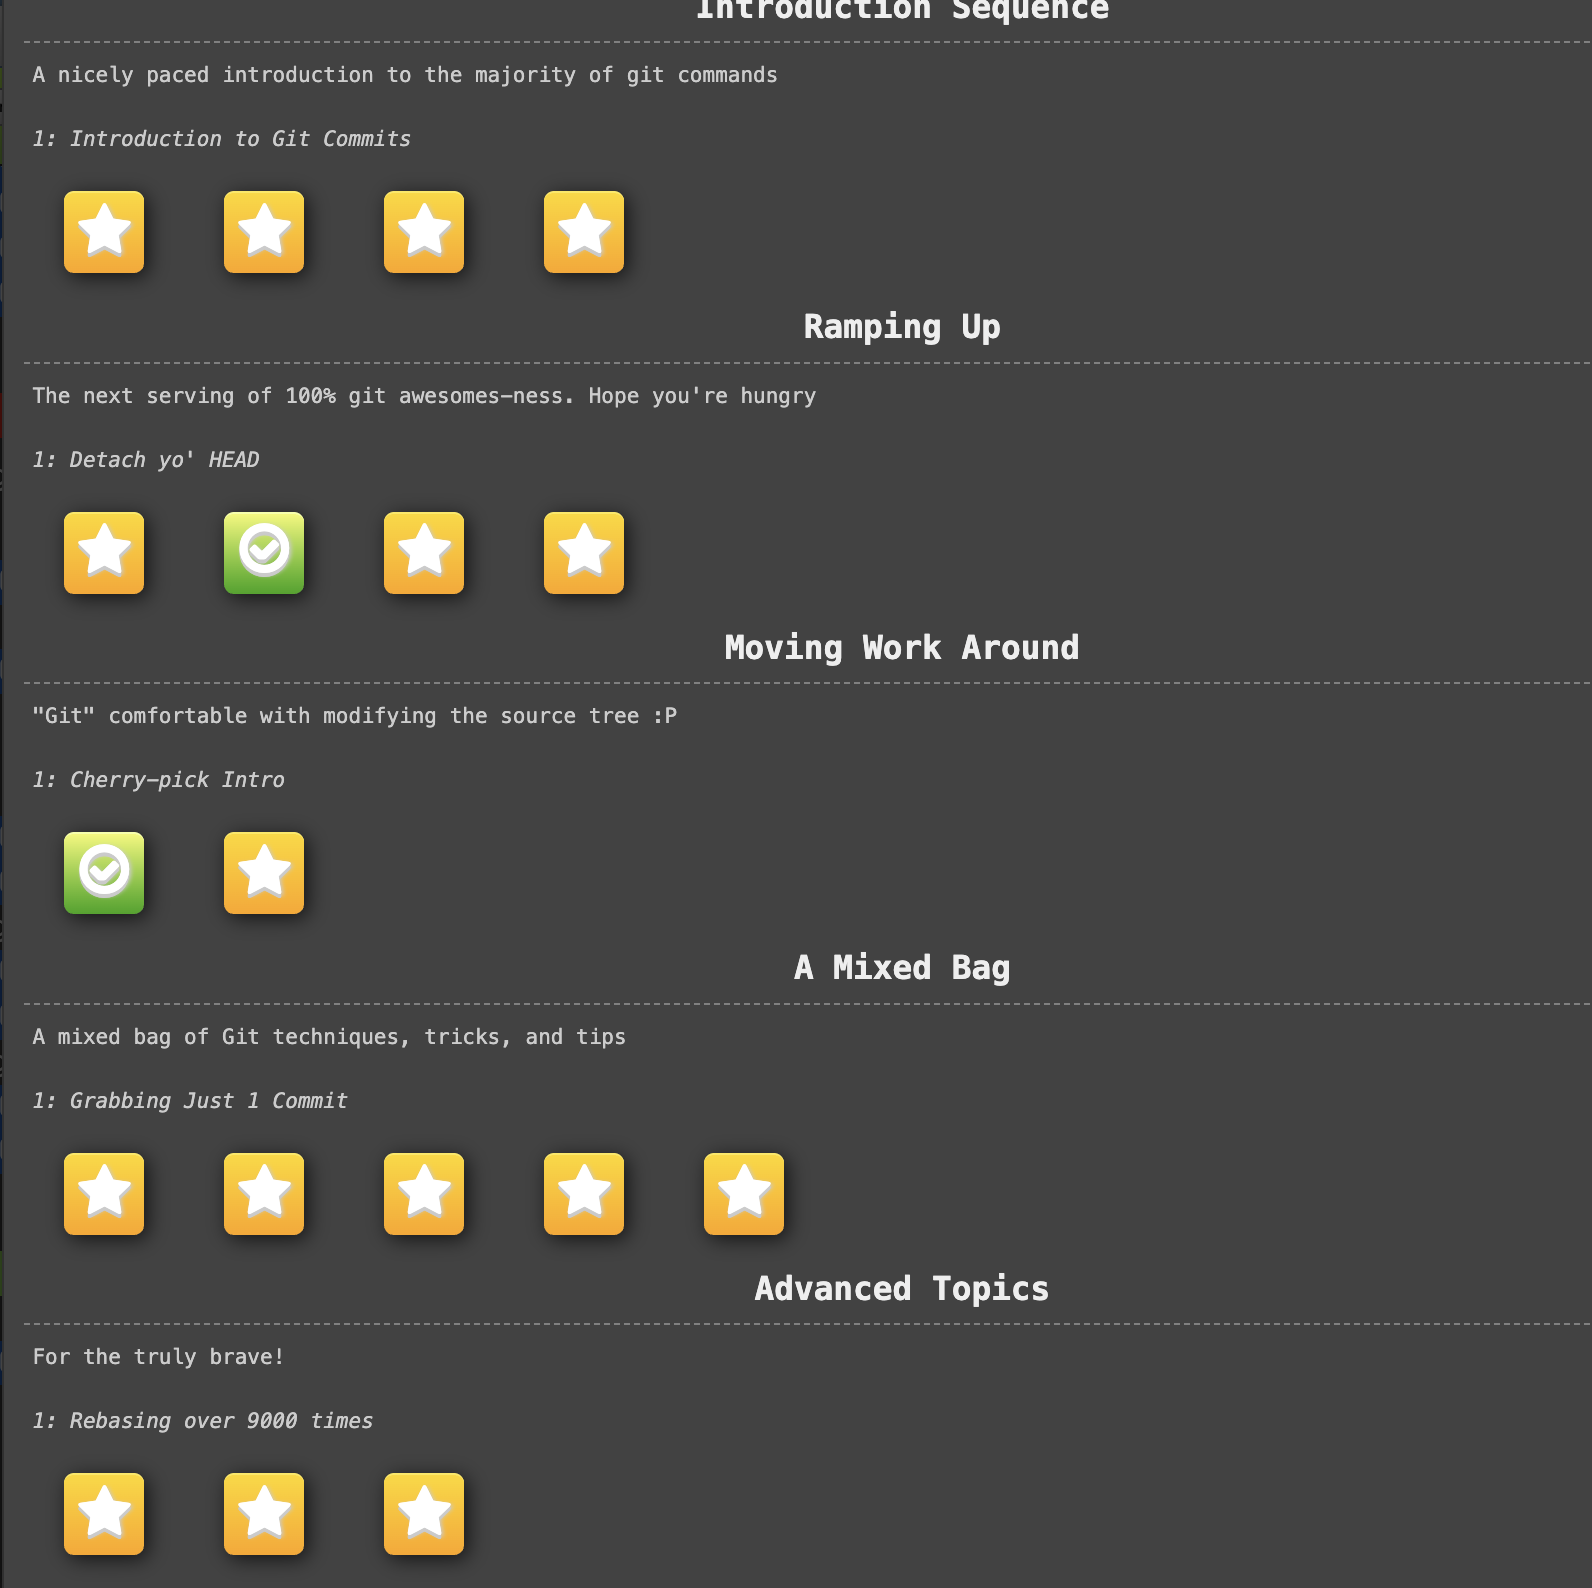 Introduction Sequence
A nicely paced introduction to the majority of git commands
1: Introduction to Git Commits
Ramping Up
The next serving of 100% git awesomes-ness. Hope you're hungry
1: Detach yo' HEAD
Moving Work Around
"Git" comfortable with modifying the source tree :P
1: Cherry-pick Intro
A Mixed Bag
A mixed bag of Git techniques, tricks, and tips
1: Grabbing Just 1 Commit
Advanced Topics
For the truly brave!
1: Rebasing over 9000 times